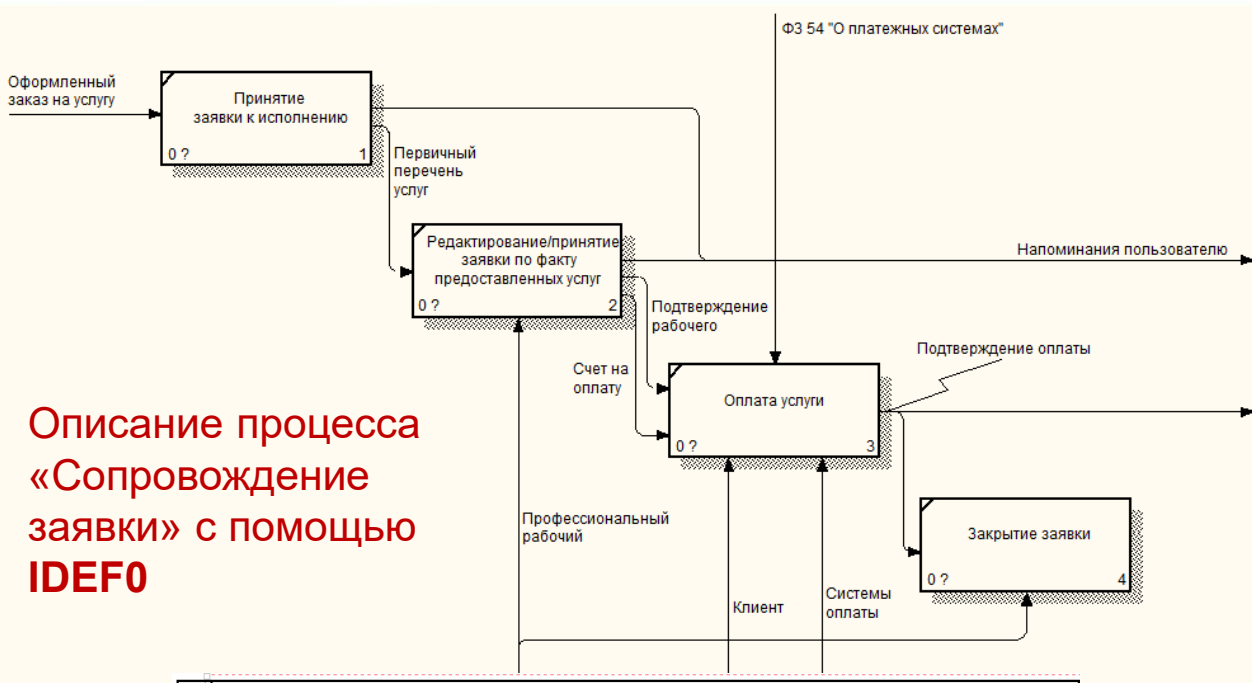 ФЗ 54 "О платежных системах"
Оформленный
заказ на услугу
Принятие
заявки к исполнению
0 ?
1
Первичный
перечень
услуг
Редактирование/принятие
заявки по факту
предоставленных услуг
0 ?
2
Напоминания пользователю
Подтверждение
рабочего
Счет на
оплату
Подтверждение оплаты
Оплата услуги
0 ?
3
Описание процесса
«Сопровождение
заявки» с помощью
IDEF0
Профессиональный
рабочий
Закрытие заявки
0 ?
4
Клиент
Системы
оплаты